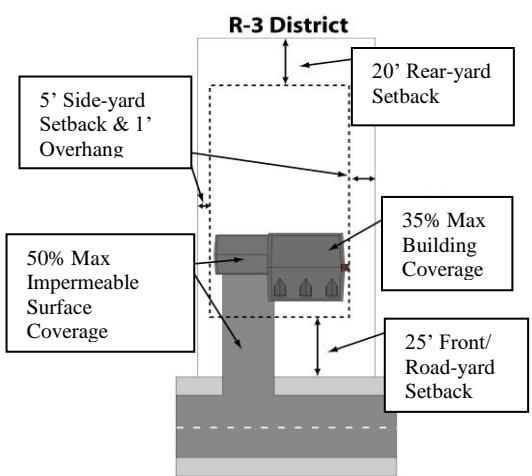 R-3 District
20’ Rear-yard
Setback
5’ Side-yard
Setback & 1’
Overhang
35% Max
Building
Coverage
50% Max
Impermeable
Surface
Coverage
25’ Front/
Road-yard
Setback